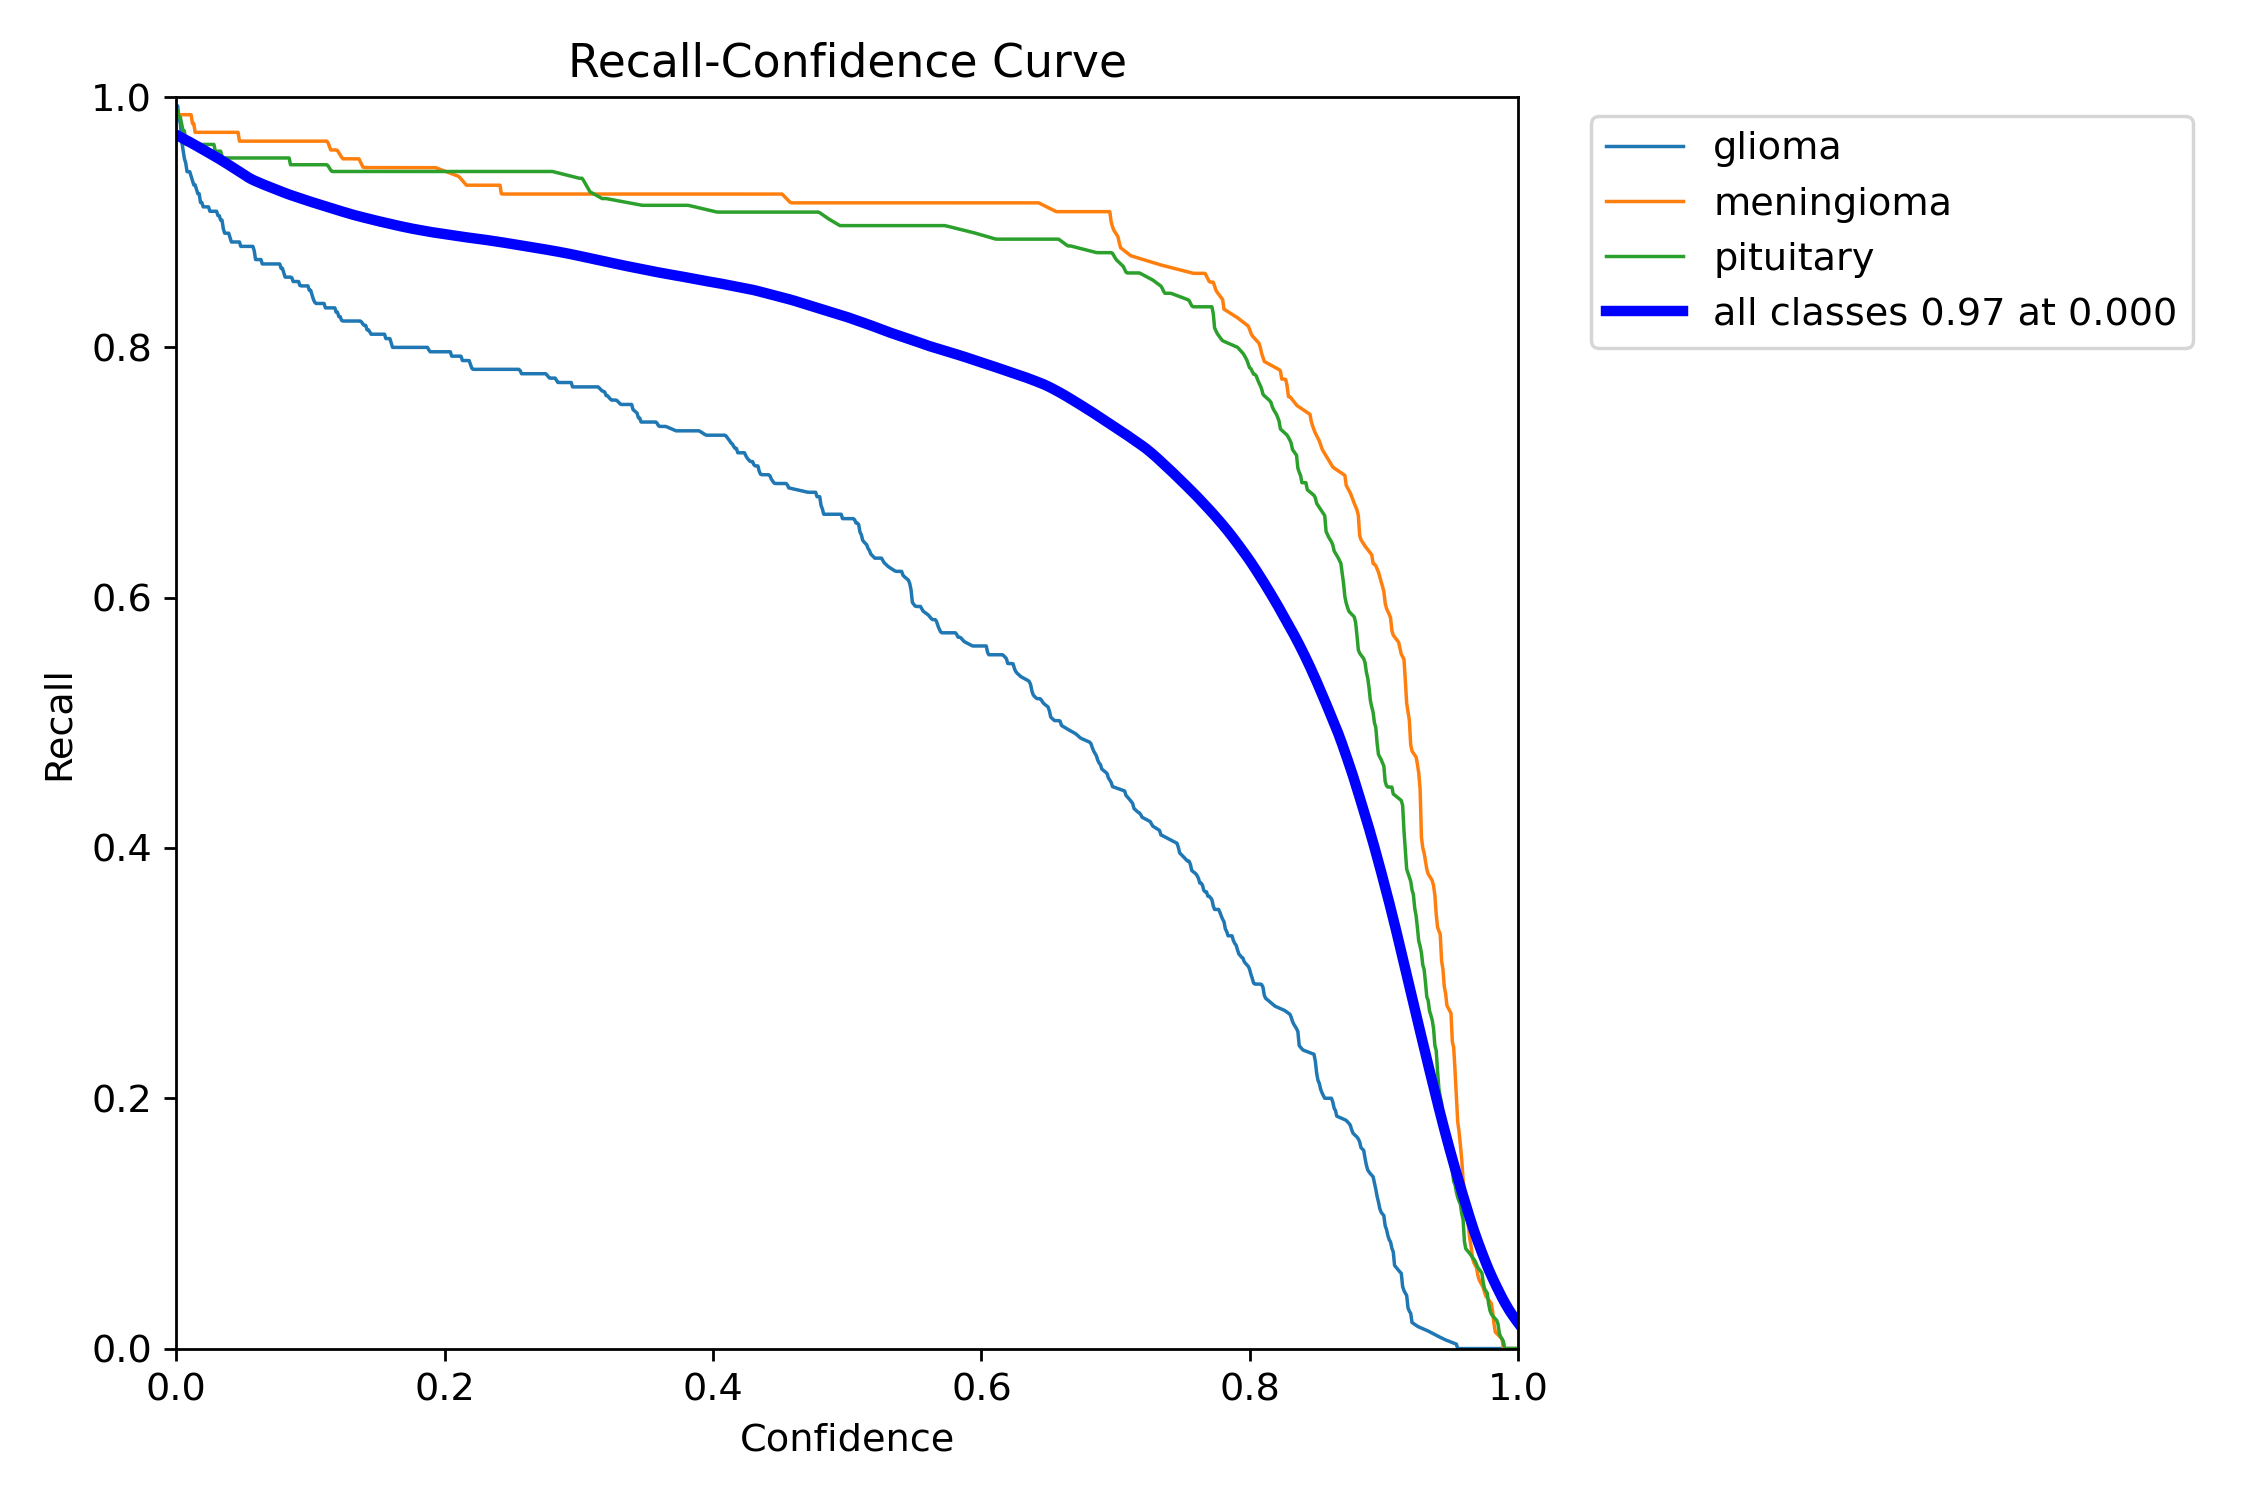 Recall-Confidence Curve
1.0
0.8
0.6
0.4
0.2
0.0
Recall
0.0 0.2 0.4 0.6 0.8 1.0
Confidence
glioma
meningioma
pituitary
all classes 0.97 at 0.000